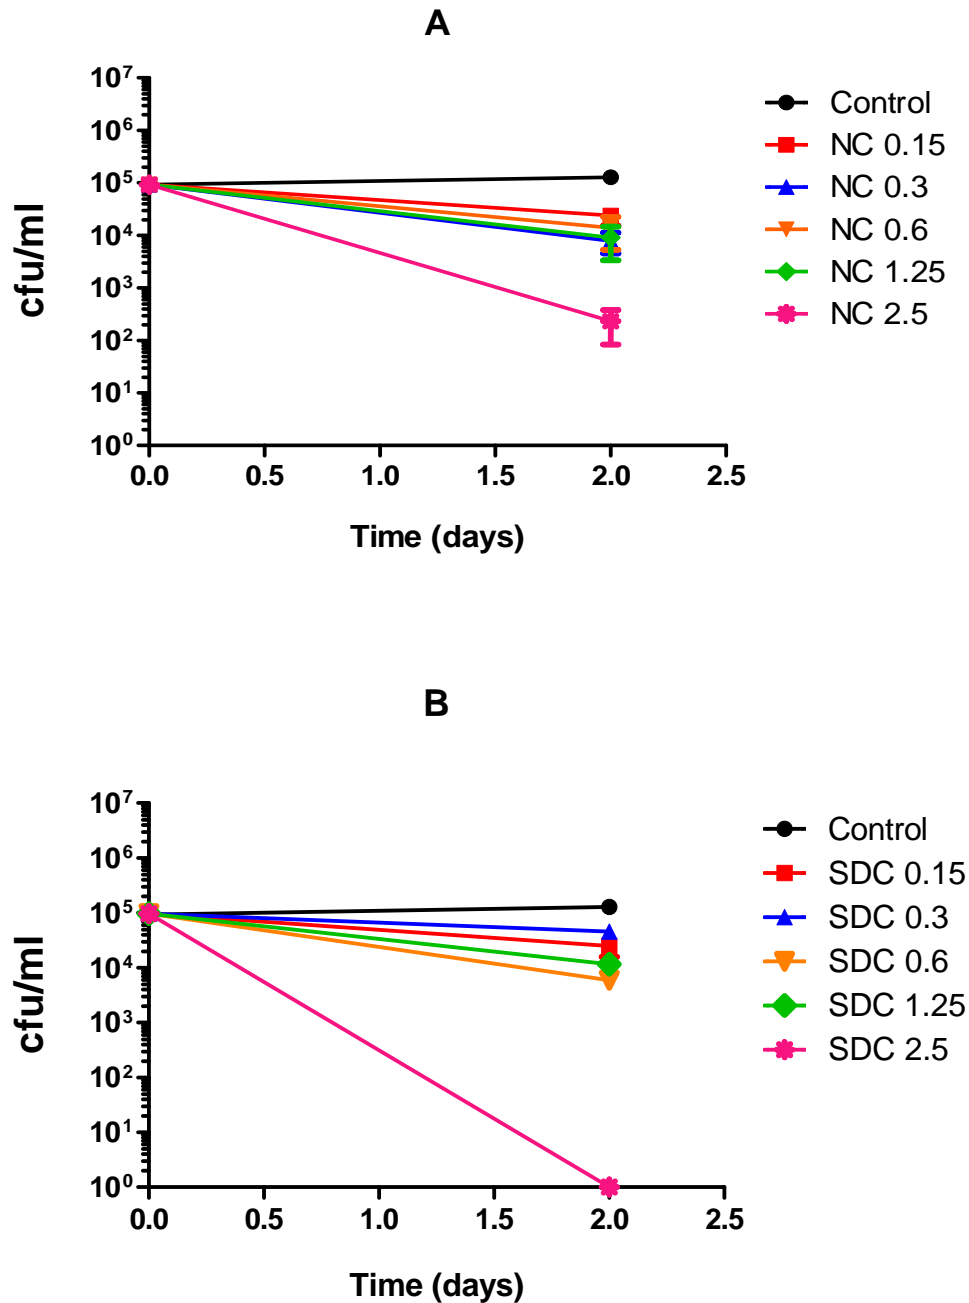 A
10⁷
10⁶
10⁵
10⁴
10³
10²
10¹
10⁰
cfu/ml
0.0 0.5 1.0 1.5 2.0 2.5
Time (days)
Control
NC 0.15
NC 0.3
NC 0.6
NC 1.25
NC 2.5
B
10⁷
10⁶
10⁵
10⁴
10³
10²
10¹
10⁰
cfu/ml
0.0 0.5 1.0 1.5 2.0 2.5
Time (days)
Control
SDC 0.15
SDC 0.3
SDC 0.6
SDC 1.25
SDC 2.5